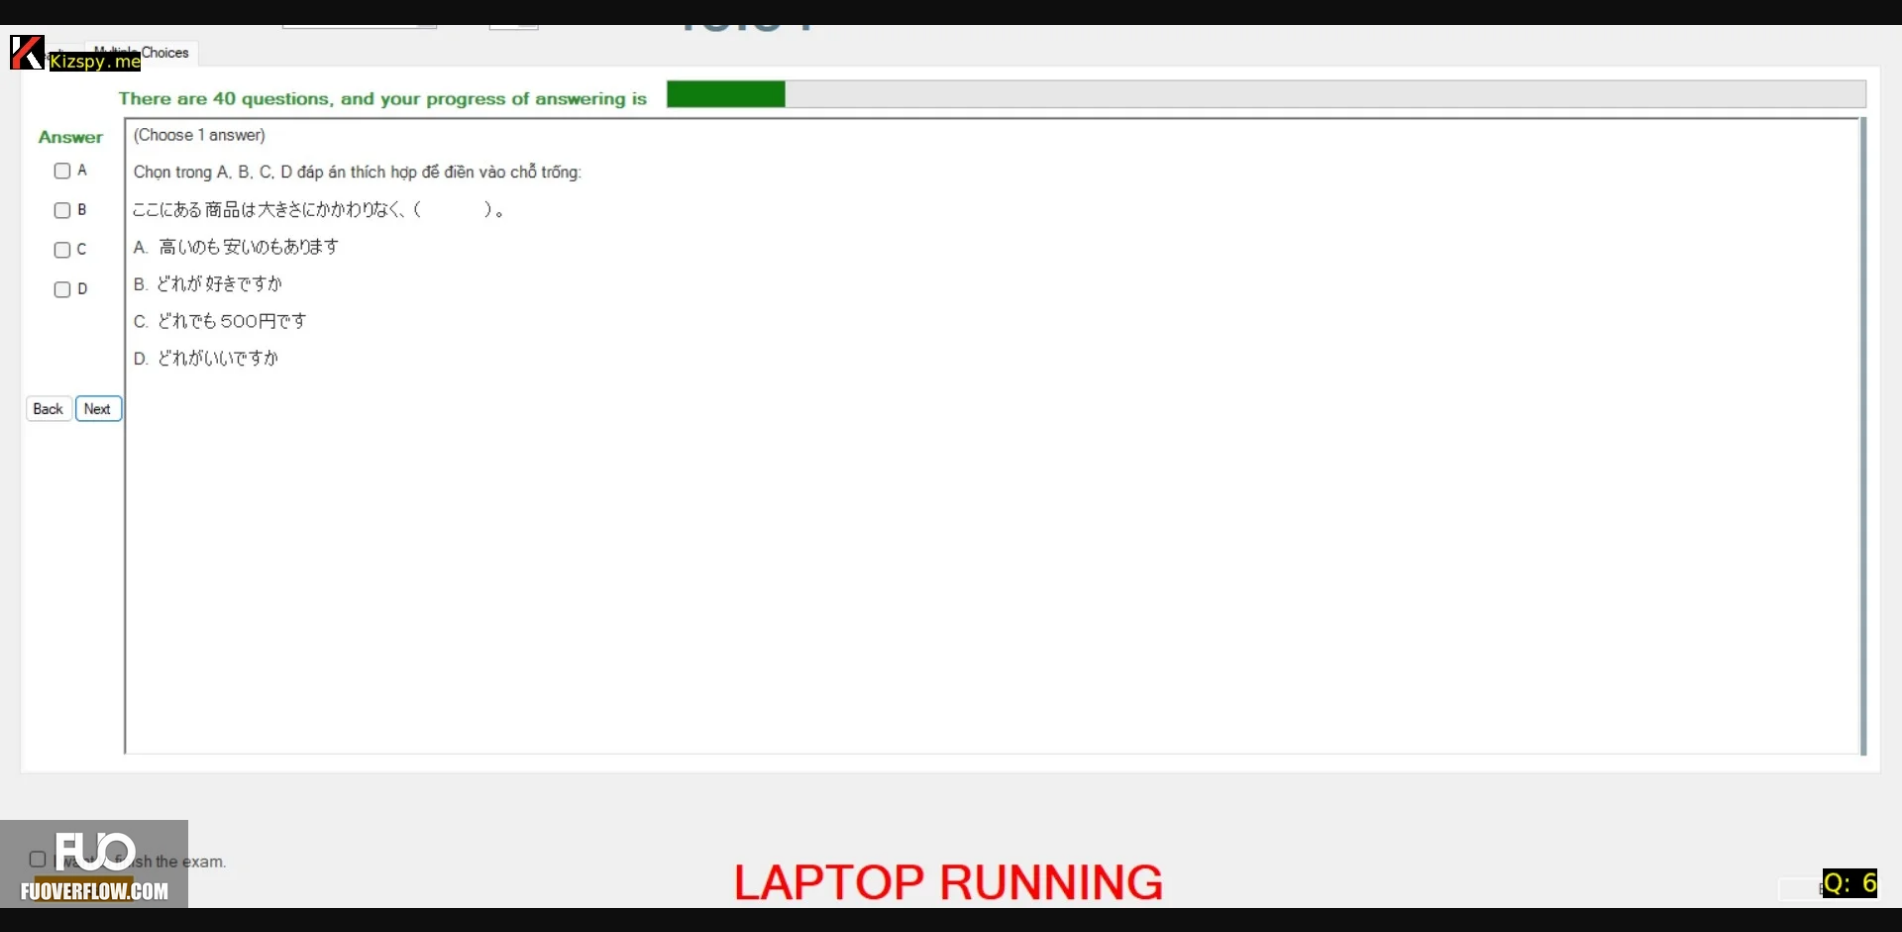 Kizspy.me
Choices
There are 40 questions, and your progress of answering is
Answer
(Choose 1 answer)
A
Chọn trong A, B, C, D đáp án thích hợp để điền vào chỗ trống:
B
ここにある商品は大きさにかかわりなく、(　　　)。
C
A. 高いのも安いのもあります
D
B. どれが好きですか
C. どれでも500円です
D. どれがいいですか
Back
Next
FUO
the exam.
FUOVERFLOW.COM
LAPTOP RUNNING
Q: 6